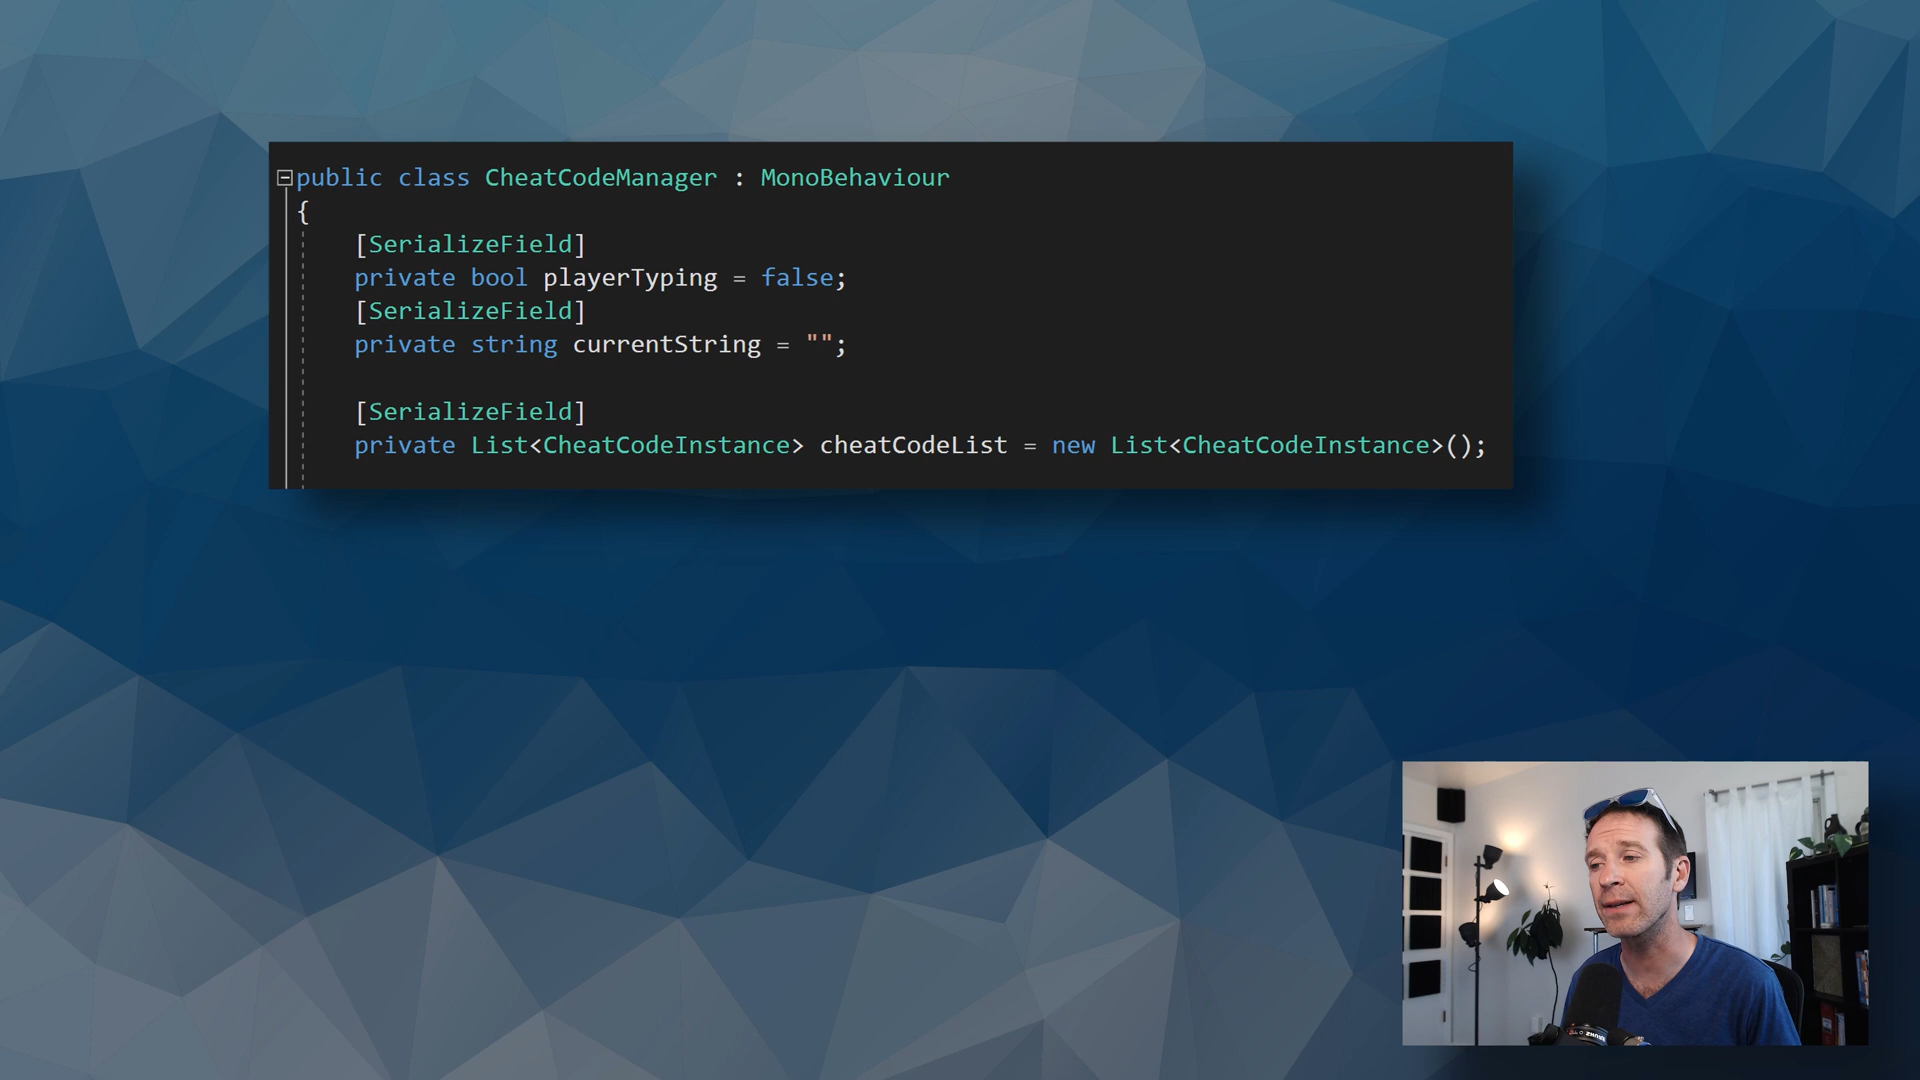 public class CheatCodeManager : MonoBehaviour
{
[SerializeField]
private bool playerTyping = false;
[SerializeField]
private string currentString = "";
[SerializeField]
private List<CheatCodeInstance> cheatCodeList = new List<CheatCodeInstance>();